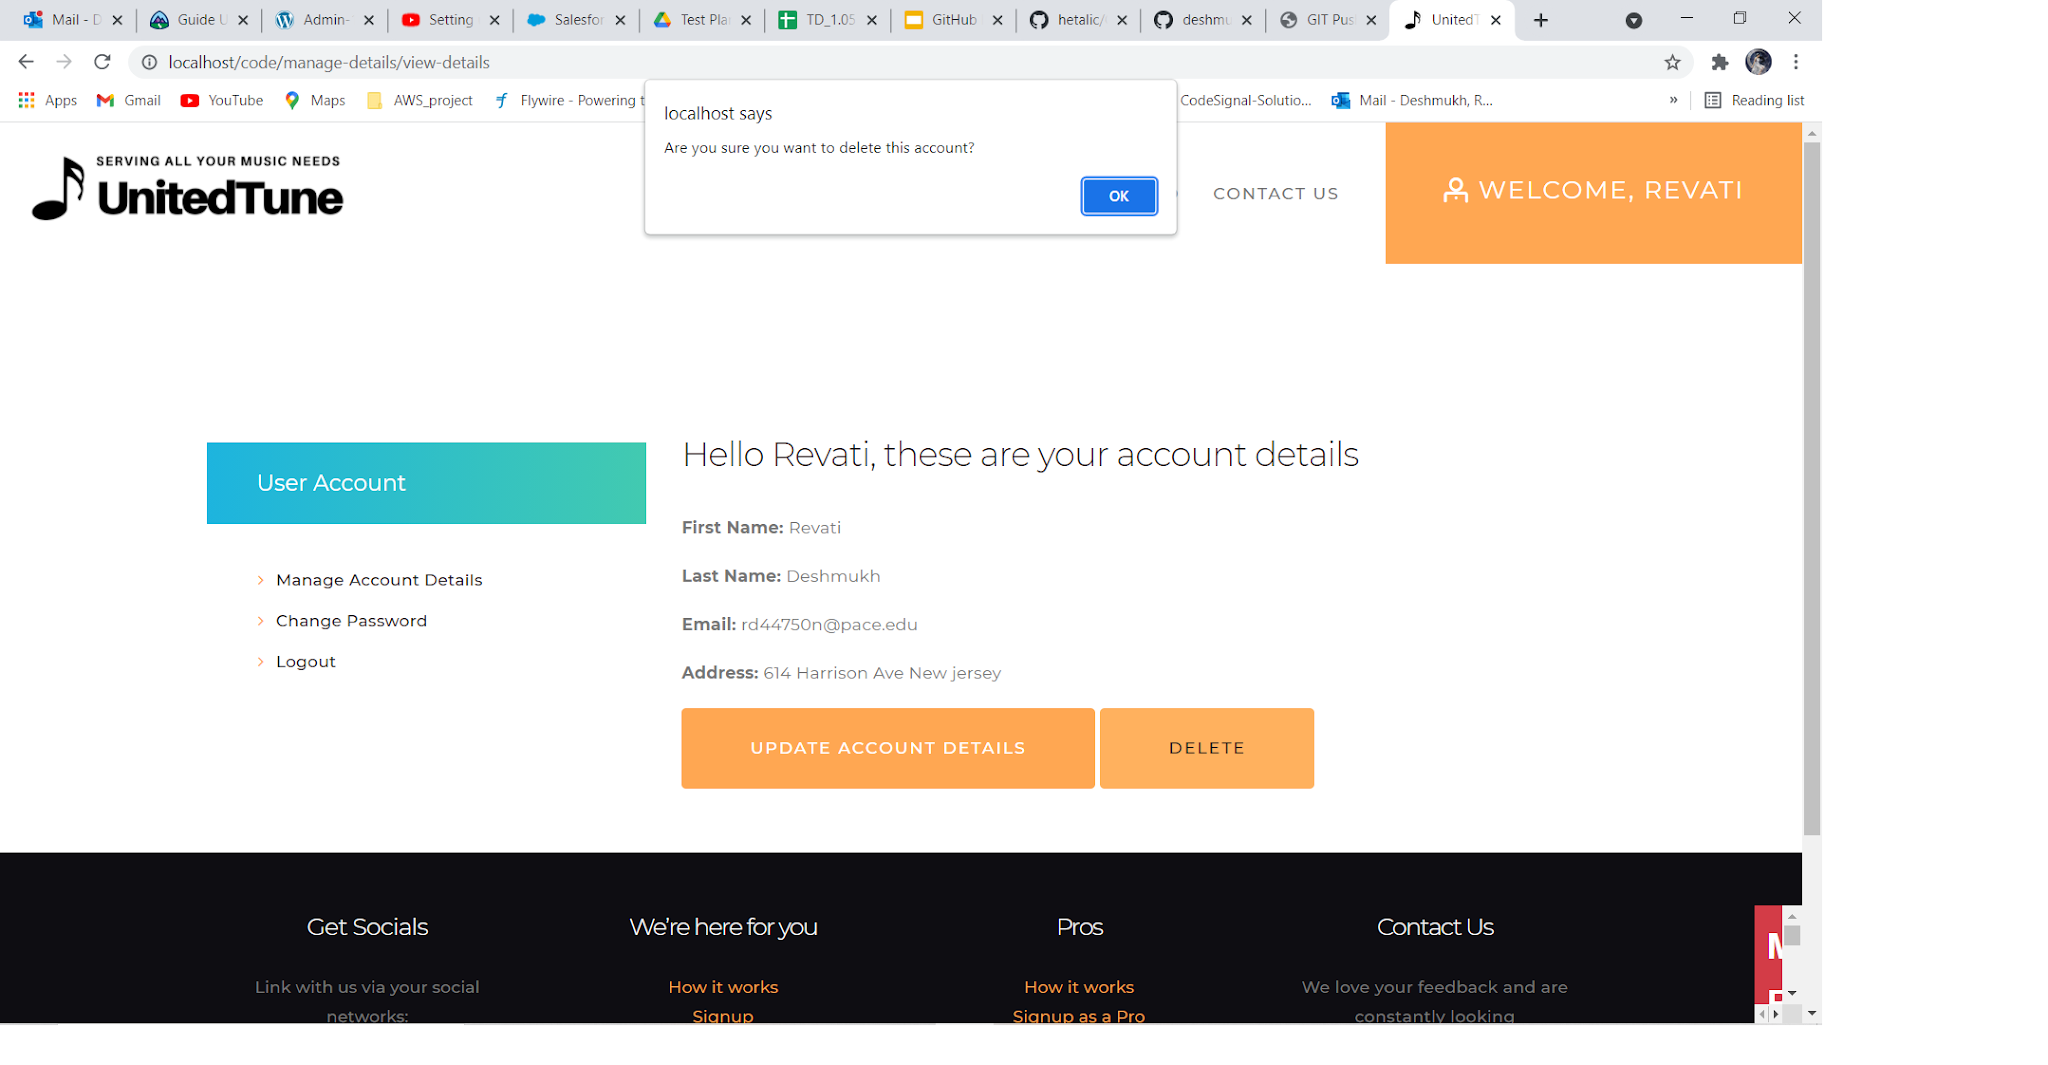 Mail - D
Guide U
Admin-
Setting
Salesfor
Test Pla
TD_1.05
GitHub
hetalic/
deshmu
GIT Pus
UnitedT
localhost/code/manage-details/view-details
Apps
Gmail
YouTube
Maps
AWS_project
Flywire - Powering t
CodeSignal-Solutio...
Mail - Deshmukh, R...
»
Reading list
localhost says
Are you sure you want to delete this account?
OK
SERVING ALL YOUR MUSIC NEEDS
UnitedTune
CONTACT US
WELCOME, REVATI
User Account
Manage Account Details
Change Password
Logout
Hello Revati, these are your account details
First Name: Revati
Last Name: Deshmukh
Email: rd44750n@pace.edu
Address: 614 Harrison Ave New jersey
UPDATE ACCOUNT DETAILS
DELETE
Get Socials
Link with us via your social
networks:
We're here for you
How it works
Signup
Pros
How it works
Signup as a Pro
Contact Us
We love your feedback and are
constantly looking